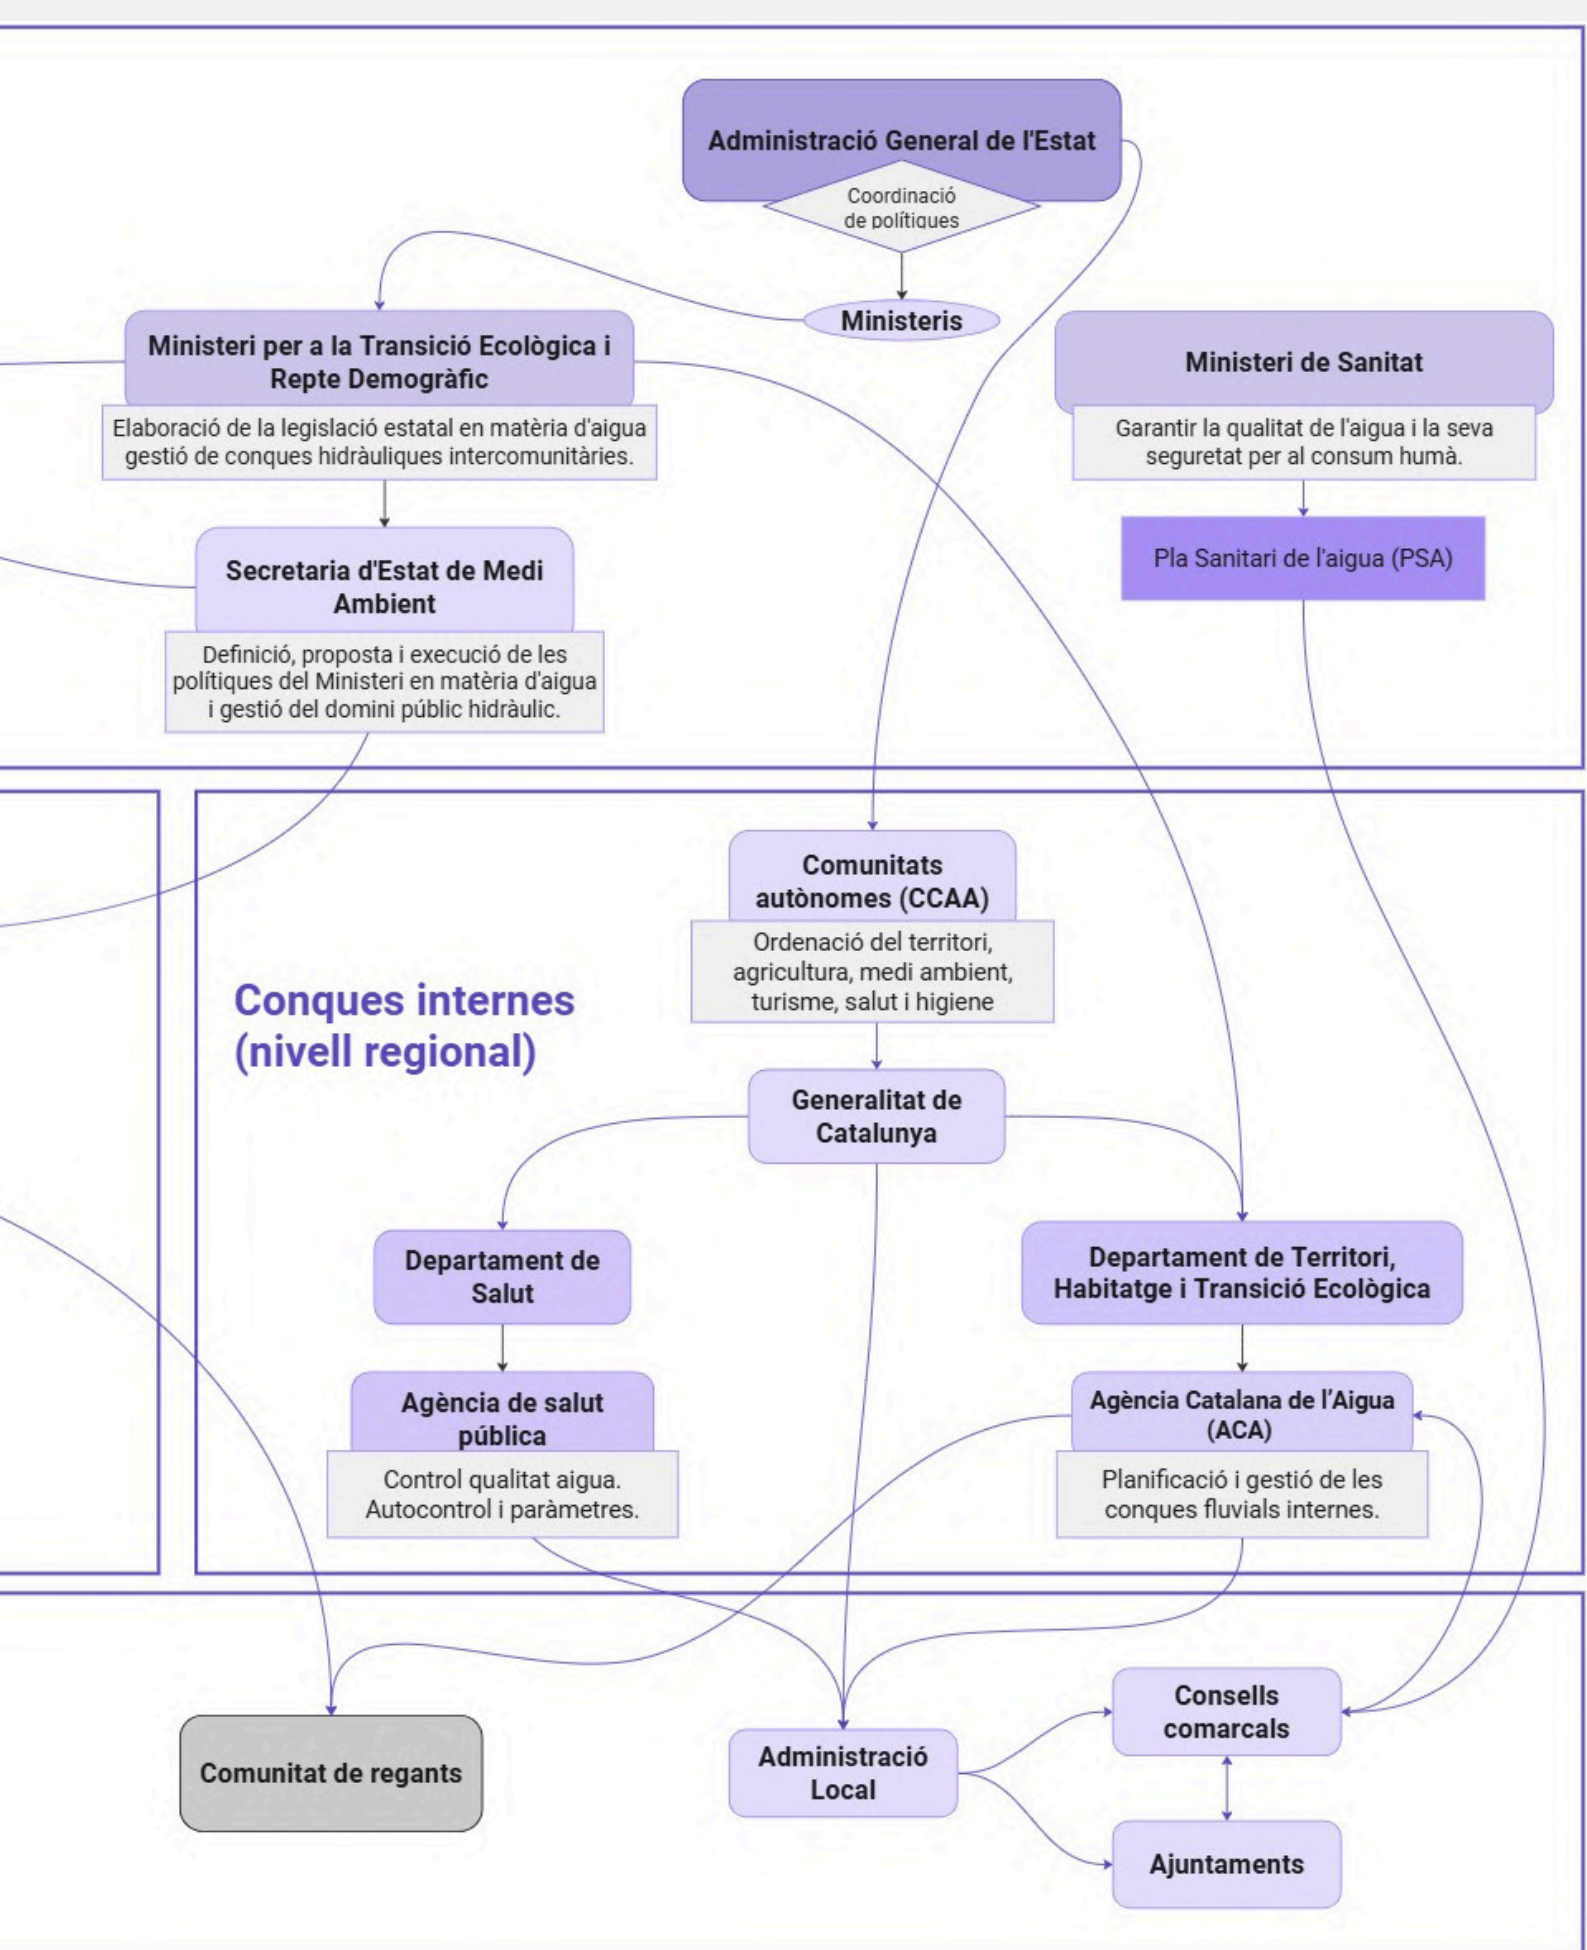 Administració General de l'Estat
Coordinació
de polítiques
Ministeris
Ministeri per a la Transició Ecològica i
Repte Demogràfic
Elaboració de la legislació estatal en matèria d'aigua
gestió de conques hidràuliques intercomunitàries.
Ministeri de Sanitat
Garantir la qualitat de l'aigua i la seva
seguretat per al consum humà.
Pla Sanitari de l'aigua (PSA)
Secretaria d'Estat de Medi
Ambient
Definició, proposta i execució de les
polítiques del Ministeri en matèria d'aigua
i gestió del domini públic hidràulic.
Conques internes
(nivell regional)
Comunitats
autònomes (CCAA)
Ordenació del territori,
agricultura, medi ambient,
turisme, salut i higiene
Generalitat de
Catalunya
Departament de
Salut
Departament de Territori,
Habitatge i Transició Ecològica
Agència de salut
pública
Control qualitat aigua.
Autocontrol i paràmetres.
Agència Catalana de l’Aigua
(ACA)
Planificació i gestió de les
conques fluvials internes.
Comunitat de regants
Administració
Local
Consells
comarcals
Ajuntaments